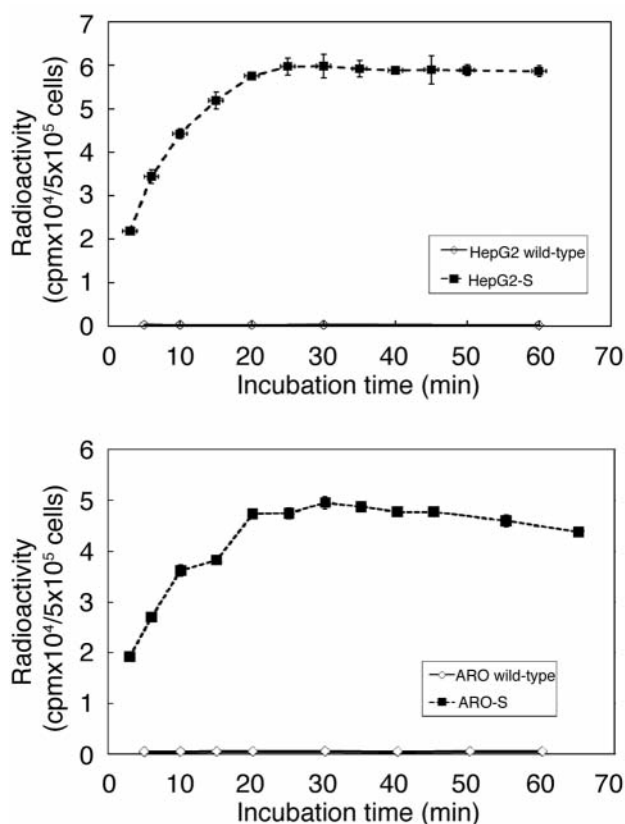 7
6
5
4
3
2
1
0
Radioactivity
(cpmx10⁴/5x10⁵ cells)
HepG2 wild-type
HepG2-S
0 10 20 30 40 50 60 70
Incubation time (min)
6
5
4
3
2
1
0
Radioactivity
(cpmx10⁴/5x10⁵ cells)
ARO wild-type
ARO-S
0 10 20 30 40 50 60 70
Incubation time (min)